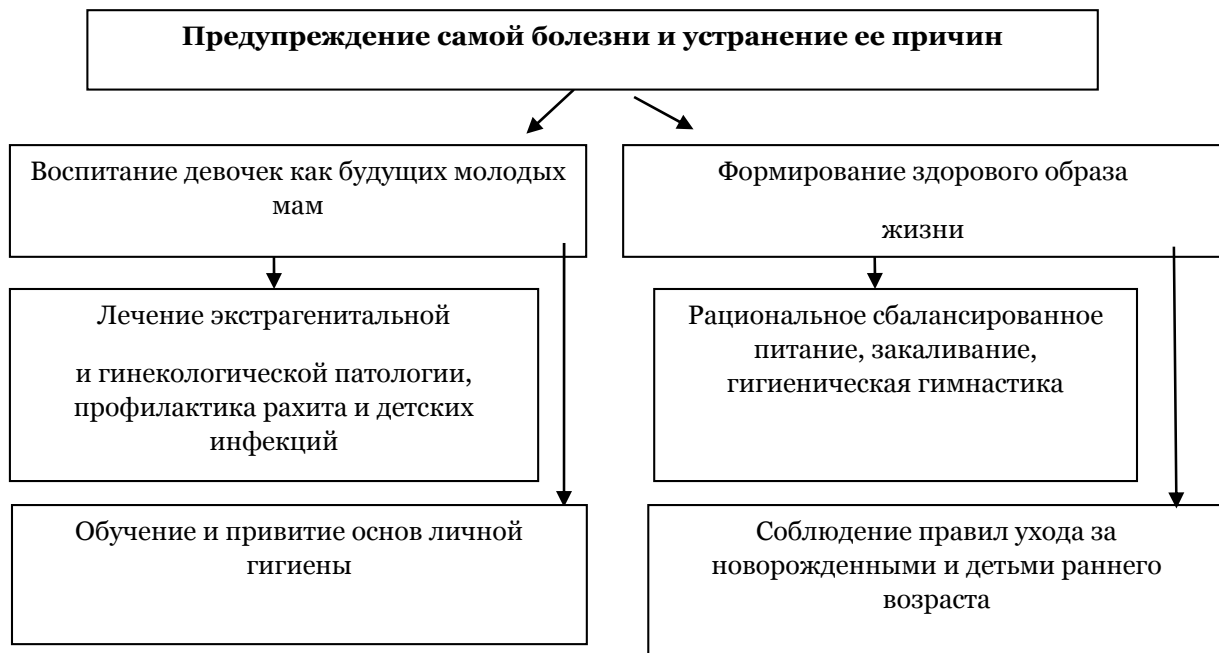 Предупреждение самой болезни и устранение ее причин
Воспитание девочек как будущих молодых
мам
Формирование здорового образа
жизни
Лечение экстрагенитальной
и гинекологической патологии,
профилактика рахита и детских
инфекций
Рациональное сбалансированное
питание, закаливание,
гигиеническая гимнастика
Обучение и привитие основ личной
гигиены
Соблюдение правил ухода за
новорожденными и детьми раннего
возраста